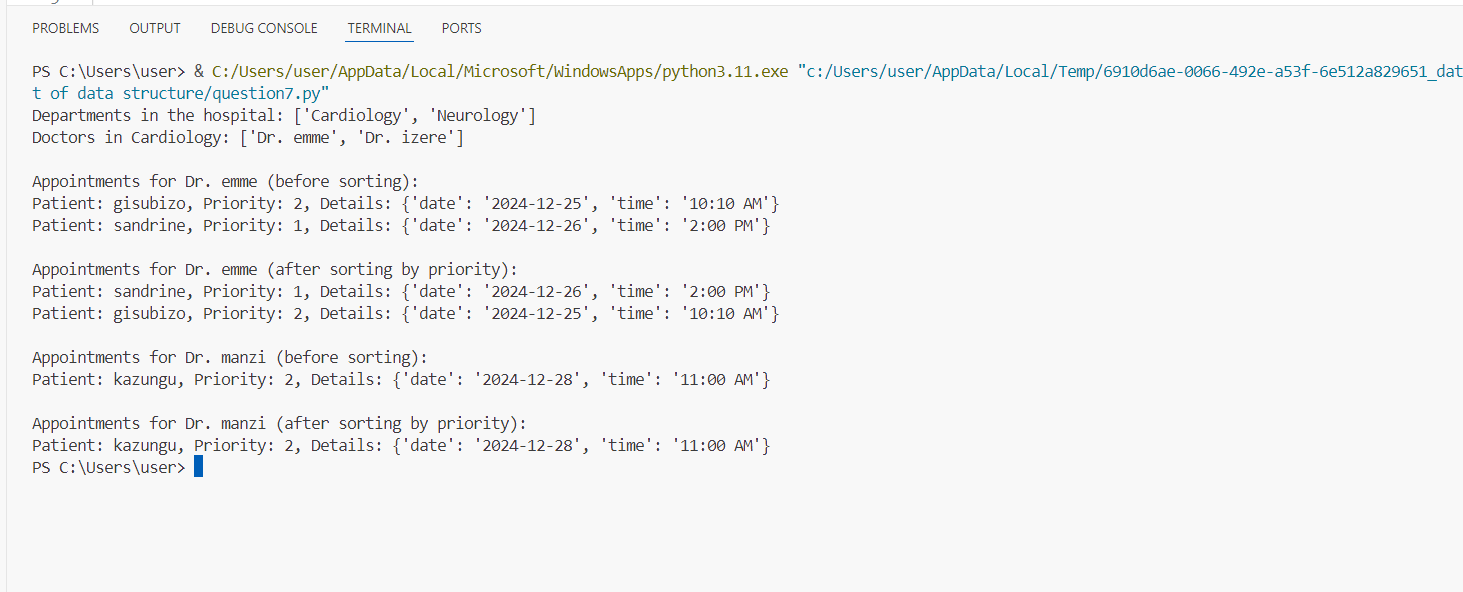 PROBLEMS OUTPUT DEBUG CONSOLE TERMINAL PORTS
PS C:\Users\user> & C:/Users/user/AppData/Local/Microsoft/WindowsApps/python3.11.exe "c:/Users/user/AppData/Local/Temp/6910d6ae-0066-492e-a53f-6e512a829651_dat
t of data structure/question7.py"
Departments in the hospital: ['Cardiology', 'Neurology']
Doctors in Cardiology: ['Dr. emme', 'Dr. izere']
Appointments for Dr. emme (before sorting):
Patient: gisubizo, Priority: 2, Details: {'date': '2024-12-25', 'time': '10:10 AM'}
Patient: sandrine, Priority: 1, Details: {'date': '2024-12-26', 'time': '2:00 PM'}
Appointments for Dr. emme (after sorting by priority):
Patient: sandrine, Priority: 1, Details: {'date': '2024-12-26', 'time': '2:00 PM'}
Patient: gisubizo, Priority: 2, Details: {'date': '2024-12-25', 'time': '10:10 AM'}
Appointments for Dr. manzi (before sorting):
Patient: kazungu, Priority: 2, Details: {'date': '2024-12-28', 'time': '11:00 AM'}
Appointments for Dr. manzi (after sorting by priority):
Patient: kazungu, Priority: 2, Details: {'date': '2024-12-28', 'time': '11:00 AM'}
PS C:\Users\user>